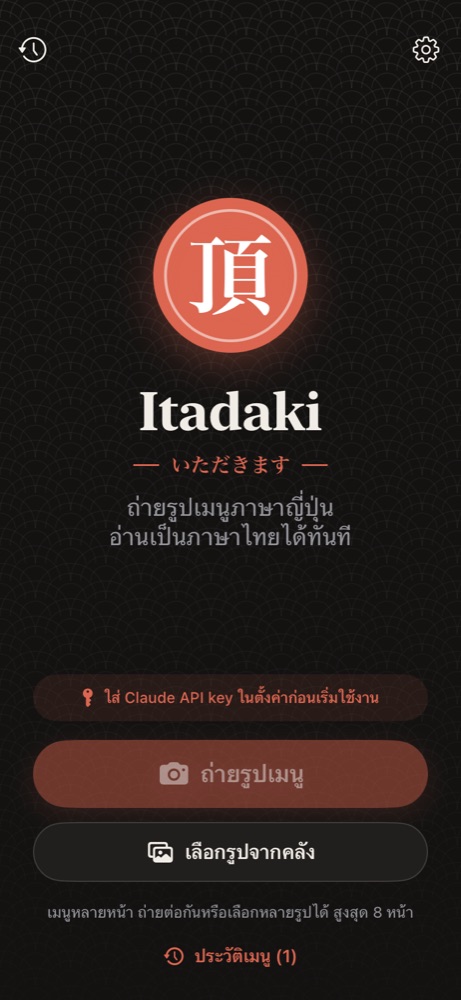 頂
Itadaki
いただきます
ถ่ายรูปเมนูภาษาญี่ปุ่น
อ่านเป็นภาษาไทยได้ทันที
ใส่ Claude API key ในตั้งค่าก่อนเริ่มใช้งาน
ถ่ายรูปเมนู
เลือกรูปจากคลัง
เมนูหลายหน้า ถ่ายต่อกันหรือเลือกหลายรูปได้ สูงสุด 8 หน้า
ประวัติเมนู (1)